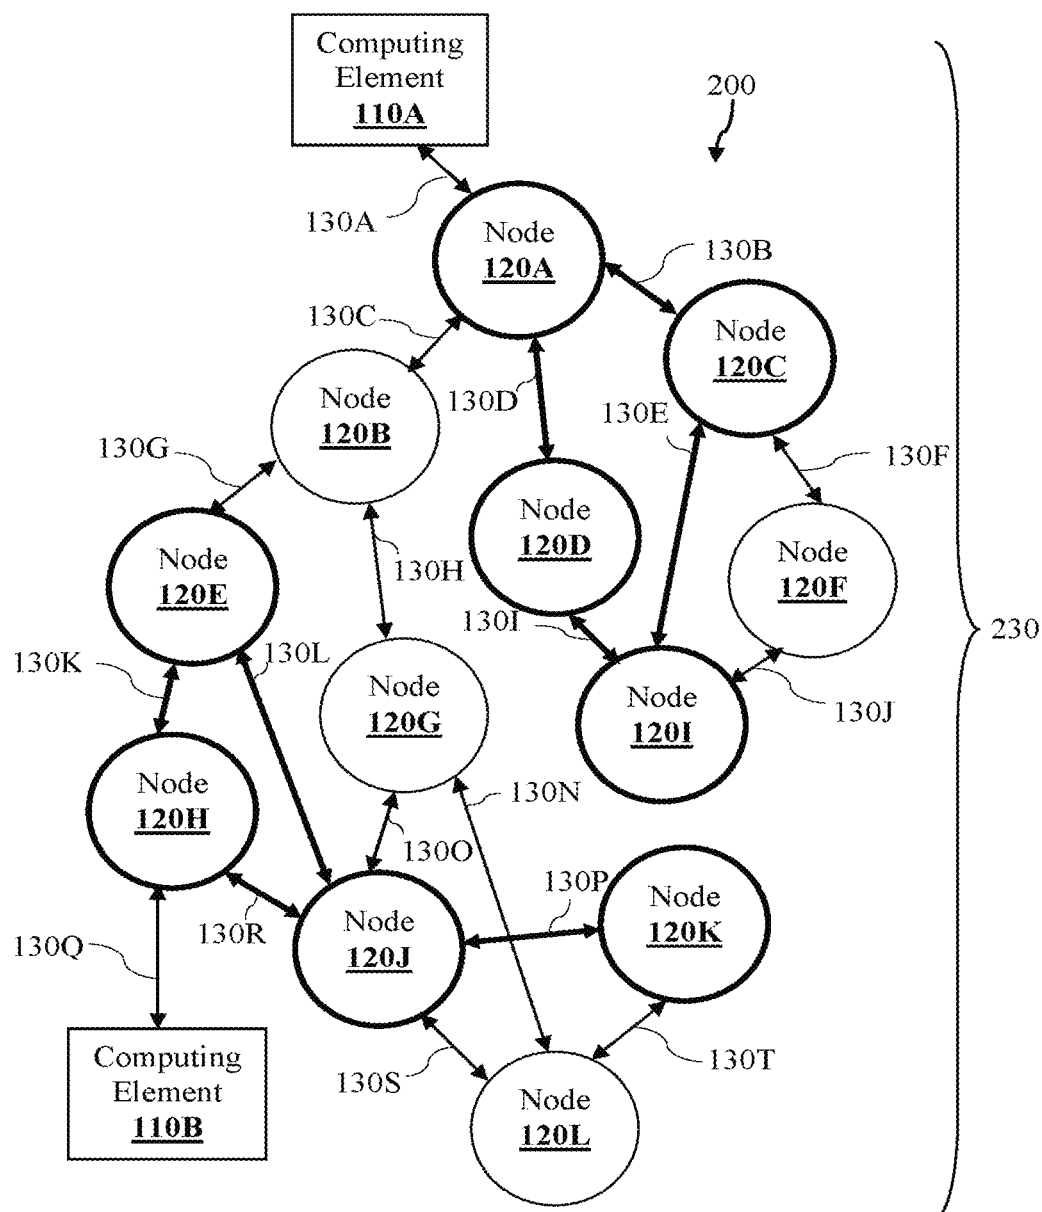 Computing
Element
110A
200
130A
Node
120A
130B
130C
Node
120C
Node
120B
130D
130E
130G
130F
Node
120D
Node
120E
130H
Node
120F
130I
230
130K
130L
Node
120G
Node
120I
130J
Node
120H
130N
130O
130P
Node
120K
130R
Node
120J
130Q
Computing
Element
110B
130S
130T
Node
120L